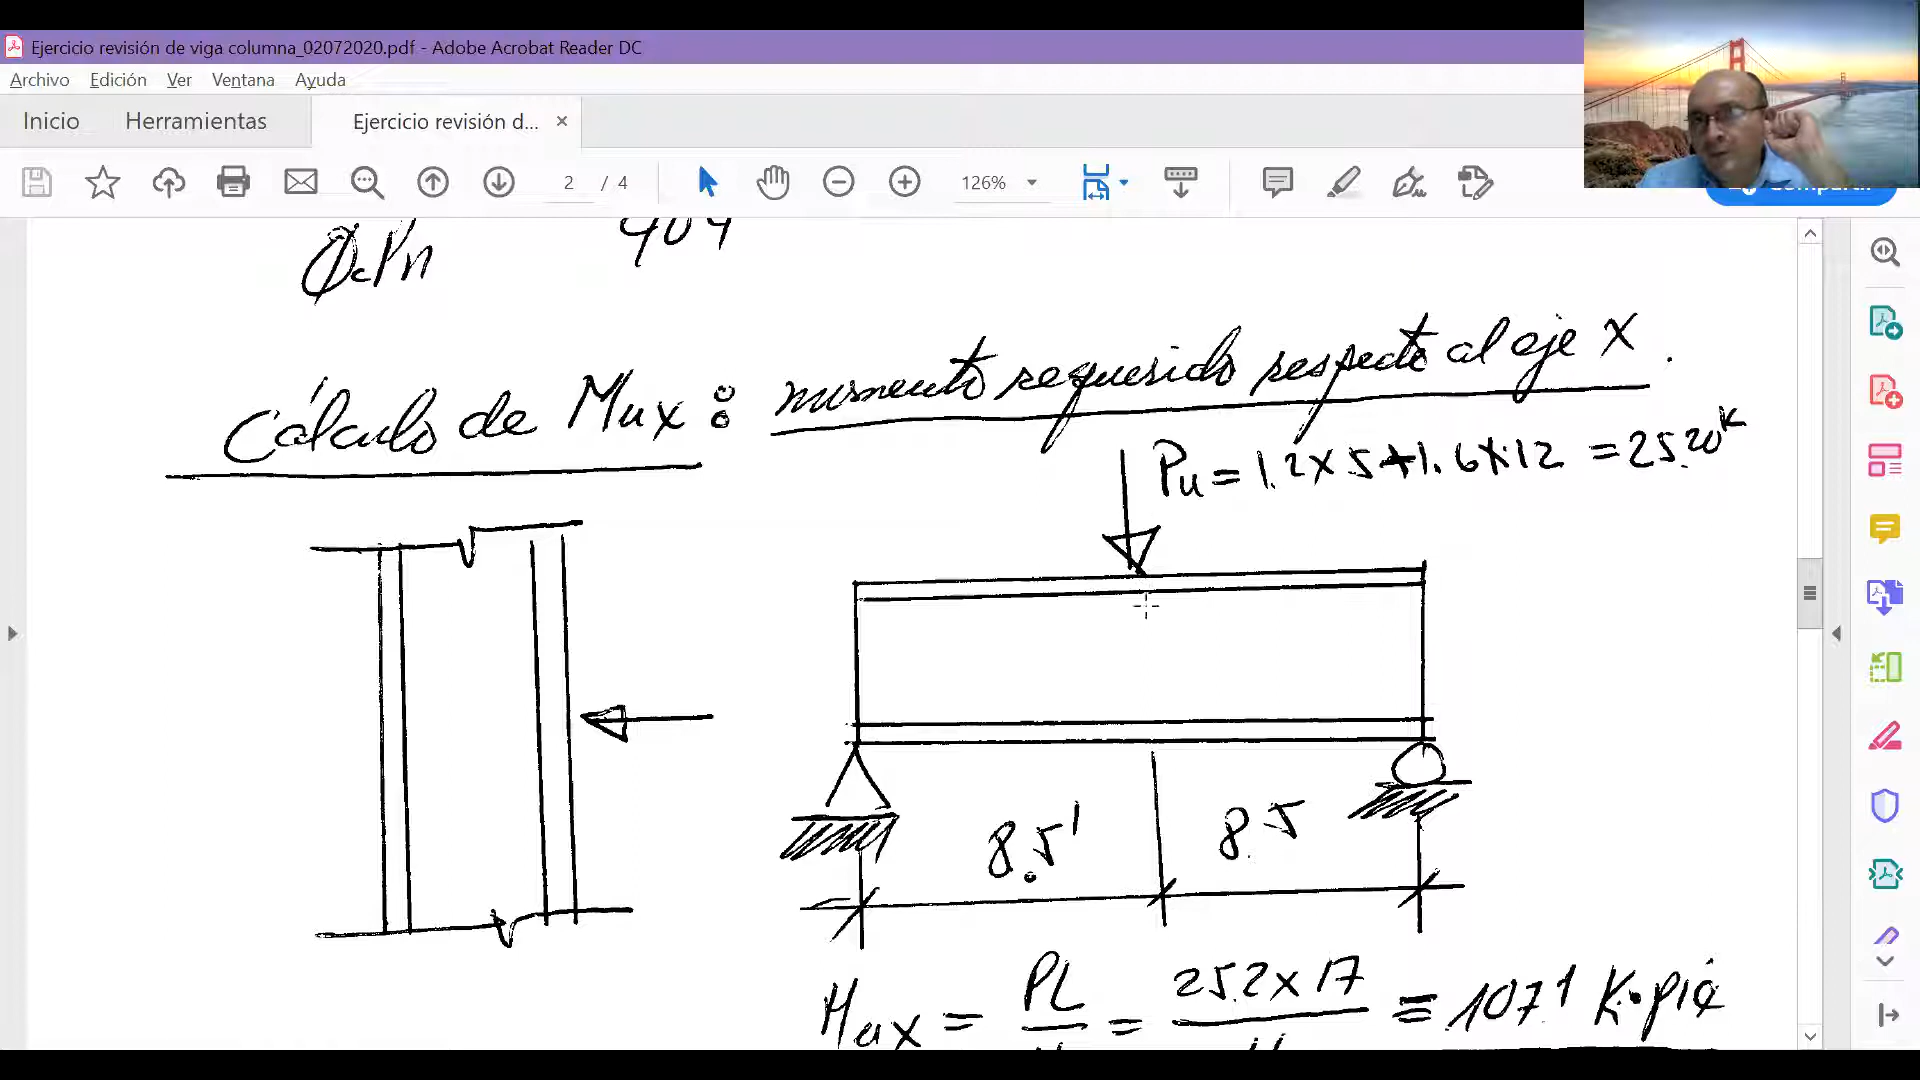 Ejercicio revisión de viga columna_02072020.pdf - Adobe Acrobat Reader DC
Archivo Edición Ver Ventana Ayuda
Inicio Herramientas Ejercicio revisión d... ×
2 / 4 126%
ØcPn 404
Cálculo de Mux: momento requerido respecto al eje X.
Pu = 1.2x5+1.6x12 = 25.20K
8.5' 8.5
Mux = PL = 25.2x17 = 107.1 K.pie